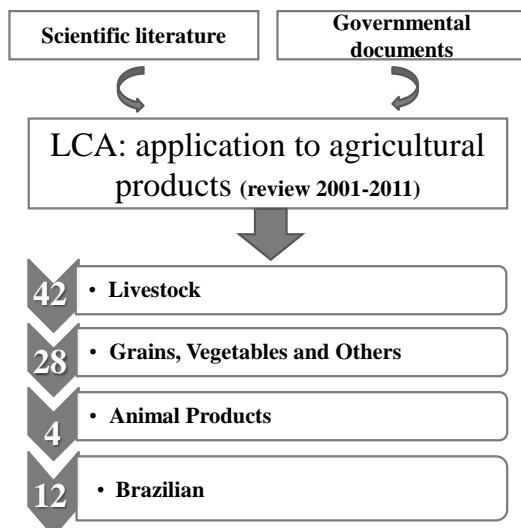 Scientific literature
Governmental
documents
LCA: application to agricultural
products (review 2001-2011)
42
• Livestock
28
• Grains, Vegetables and Others
4
• Animal Products
12
• Brazilian